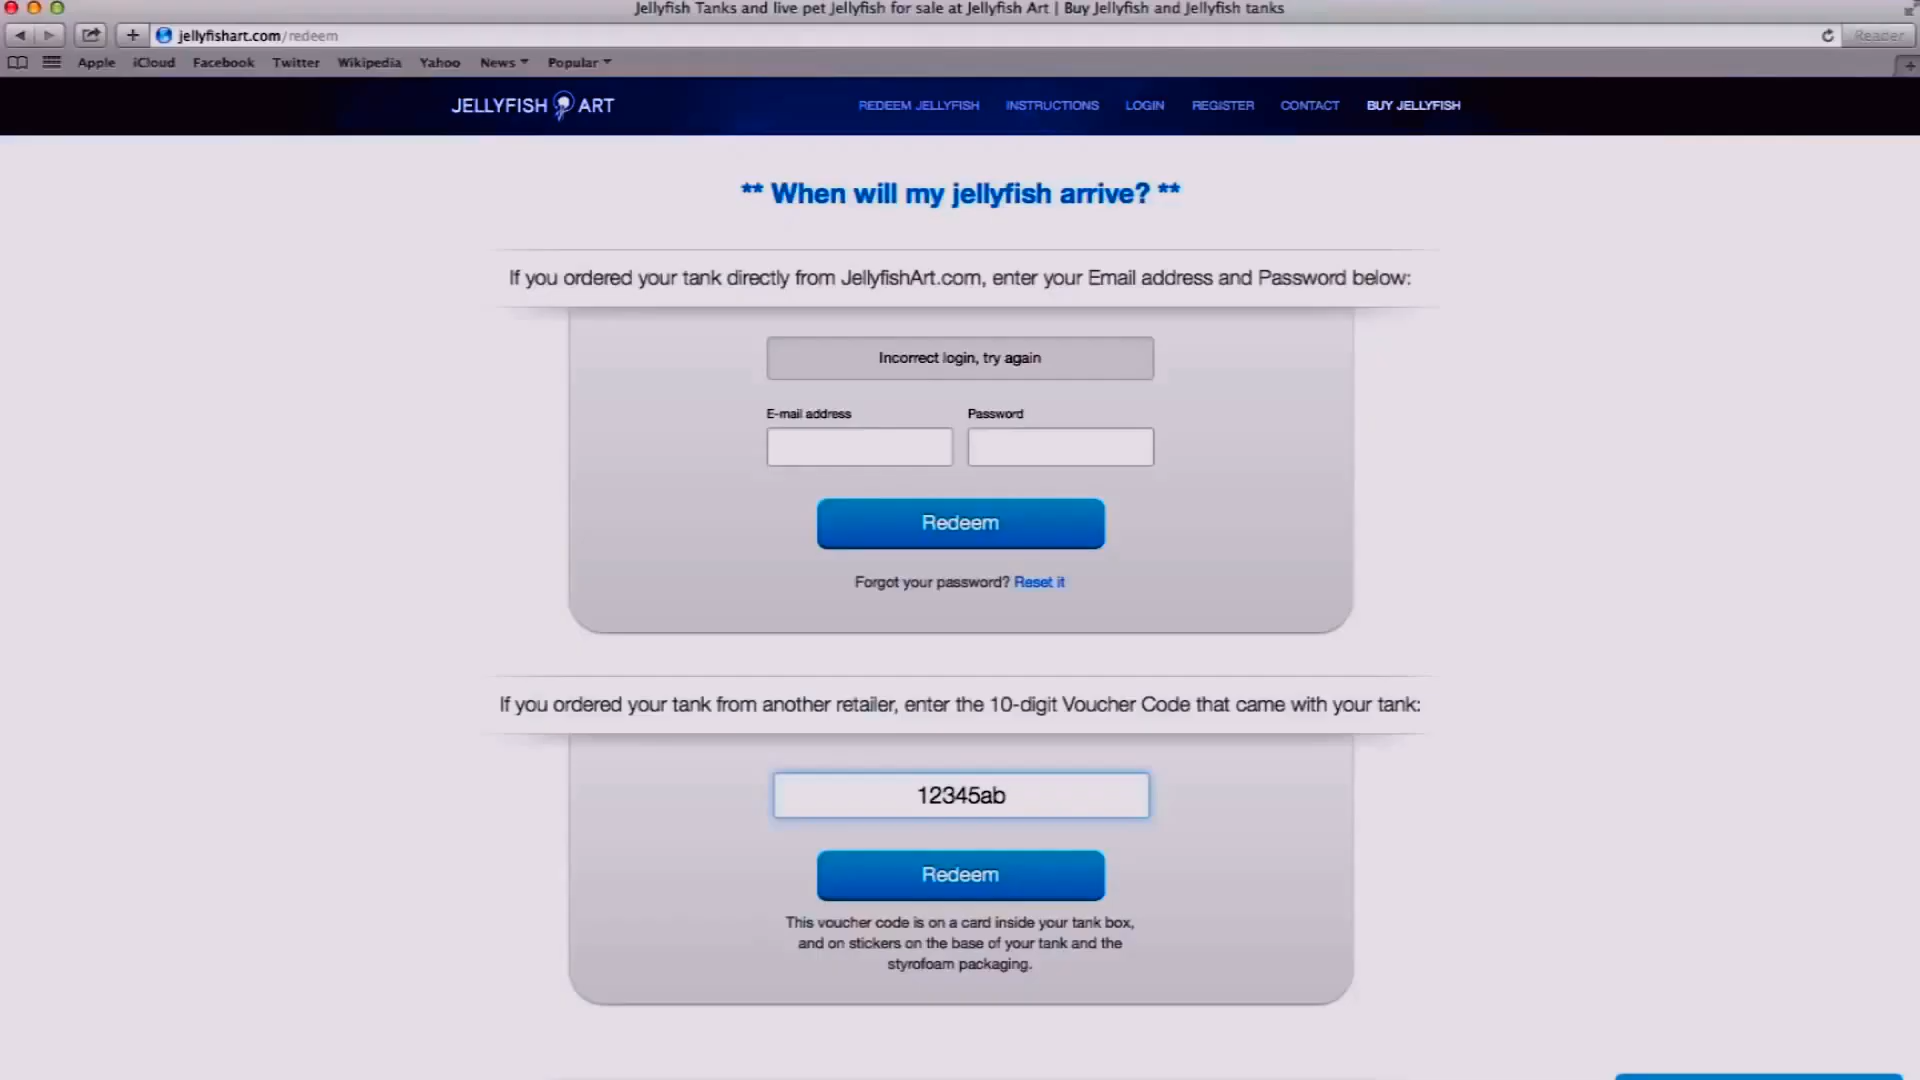 Jellyfish Tanks and live pet Jellyfish for sale at Jellyfish Art | Buy Jellyfish and Jellyfish tanks
jellyfishart.com/redeem
Reader
Apple iCloud Facebook Twitter Wikipedia Yahoo News Popular
JELLYFISH ART
REDEEM JELLYFISH INSTRUCTIONS LOGIN REGISTER CONTACT BUY JELLYFISH
** When will my jellyfish arrive? **
If you ordered your tank directly from JellyfishArt.com, enter your Email address and Password below:
Incorrect login, try again
E-mail address Password
Redeem
Forgot your password? Reset it
If you ordered your tank from another retailer, enter the 10-digit Voucher Code that came with your tank:
12345ab
Redeem
This voucher code is on a card inside your tank box,
and on stickers on the base of your tank and the
styrofoam packaging.